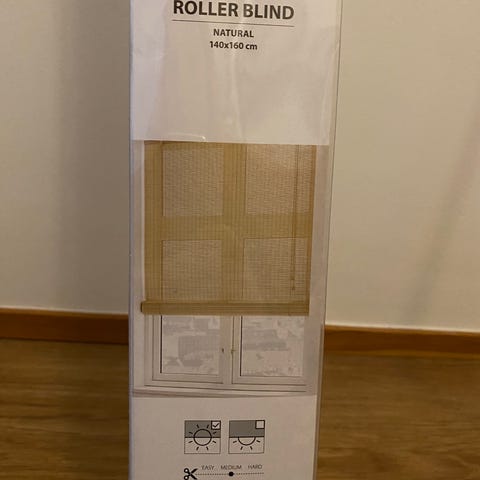 ROLLER BLIND
NATURAL
140x160 cm
EASY MEDIUM HARD